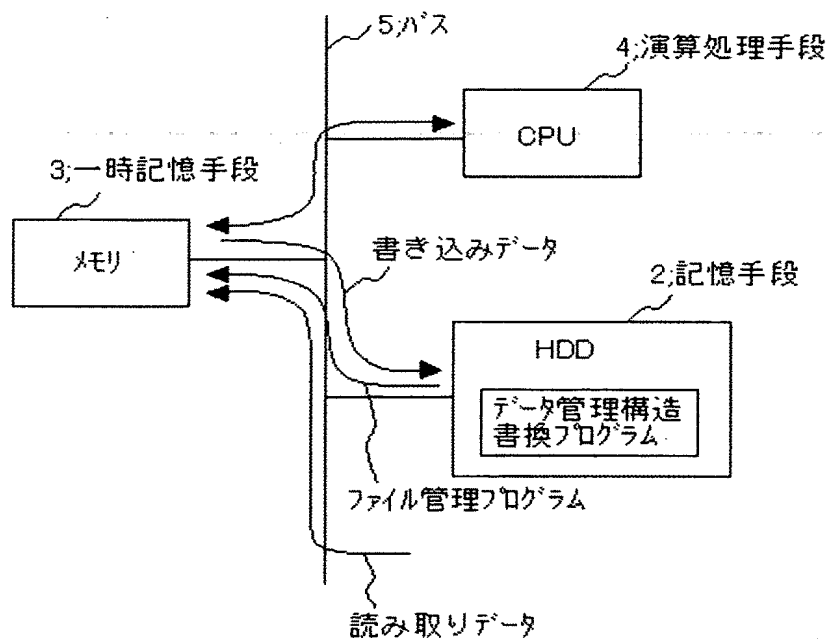 5;バス
4;演算処理手段
CPU
3;一時記憶手段
メモリ
書き込みデータ
2;記憶手段
HDD
データ管理構造
書換プログラム
ファイル管理プログラム
読み取りデータ